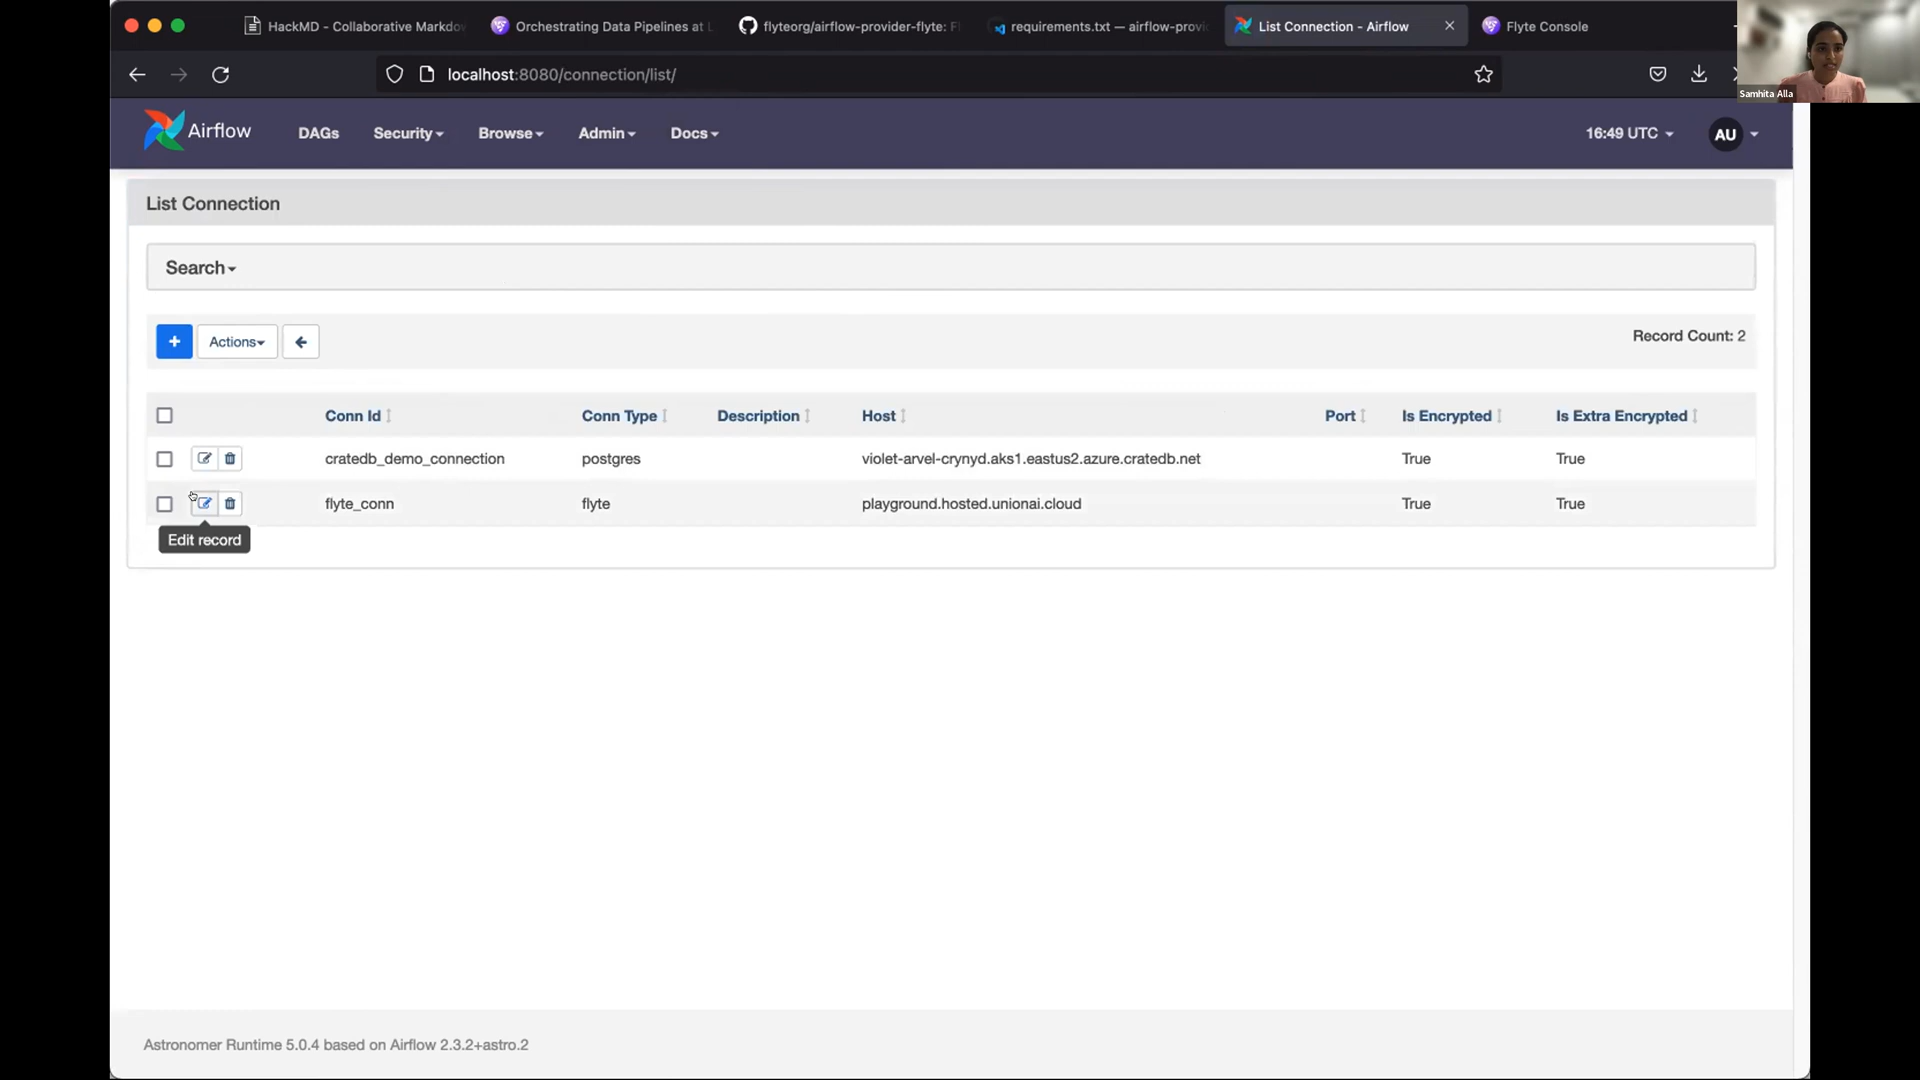 HackMD - Collaborative Markdow
Orchestrating Data Pipelines at L
flyteorg/airflow-provider-flyte: F
requirements.txt — airflow-provi
List Connection - Airflow
Flyte Console
localhost:8080/connection/list/
Samhita Alla
Airflow
DAGs
Security
Browse
Admin
Docs
16:49 UTC
AU
List Connection
Search
+
Actions
Record Count: 2
Conn Id
Conn Type
Description
Host
Port
Is Encrypted
Is Extra Encrypted
cratedb_demo_connection
postgres
violet-arvel-crynyd.aks1.eastus2.azure.cratedb.net
True
True
flyte_conn
flyte
playground.hosted.unionai.cloud
True
True
Edit record
Astronomer Runtime 5.0.4 based on Airflow 2.3.2+astro.2